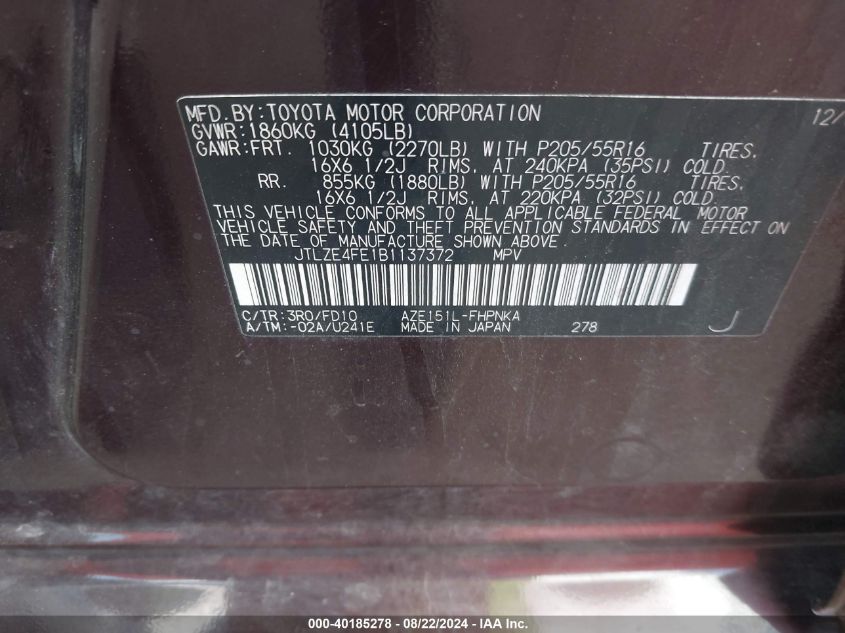 MFD.BY:TOYOTA MOTOR CORPORATION 12/
GVWR:1860KG (4105LB)
GAWR:FRT. 1030KG (2270LB) WITH P205/55R16 TIRES,
16X6 1/2J RIMS, AT 240KPA (35PSI) COLD.
RR. 855KG (1880LB) WITH P205/55R16 TIRES,
16X6 1/2J RIMS, AT 220KPA (32PSI) COLD.
THIS VEHICLE CONFORMS TO ALL APPLICABLE FEDERAL MOTOR
VEHICLE SAFETY AND THEFT PREVENTION STANDARDS IN EFFECT ON
THE DATE OF MANUFACTURE SHOWN ABOVE.
JTLZE4FE1B1137372 MPV
C/TR:3R0/FD10 AZE151L-FHPNKA
A/TM:-02A/U241E MADE IN JAPAN 278 J
000-40185278 - 08/22/2024 - IAA Inc.